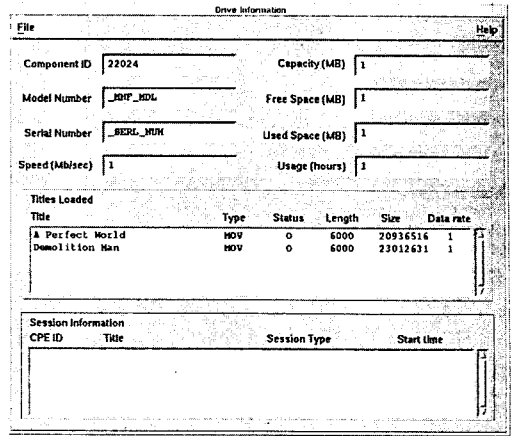 Drive Information
File Help
Component ID 22024 Capacity (MB) 1
Model Number _MNF_MDL Free Space (MB) 1
Serial Number _SERL_NUM Used Space (MB) 1
Speed (Mb/sec) 1 Usage (hours) 1
Titles Loaded
Title Type Status Length Size Data rate
A Perfect World MOV O 6000 20936516 1
Demolition Man MOV O 6000 23012631 1
Session Information
CPE ID Title Session Type Start time